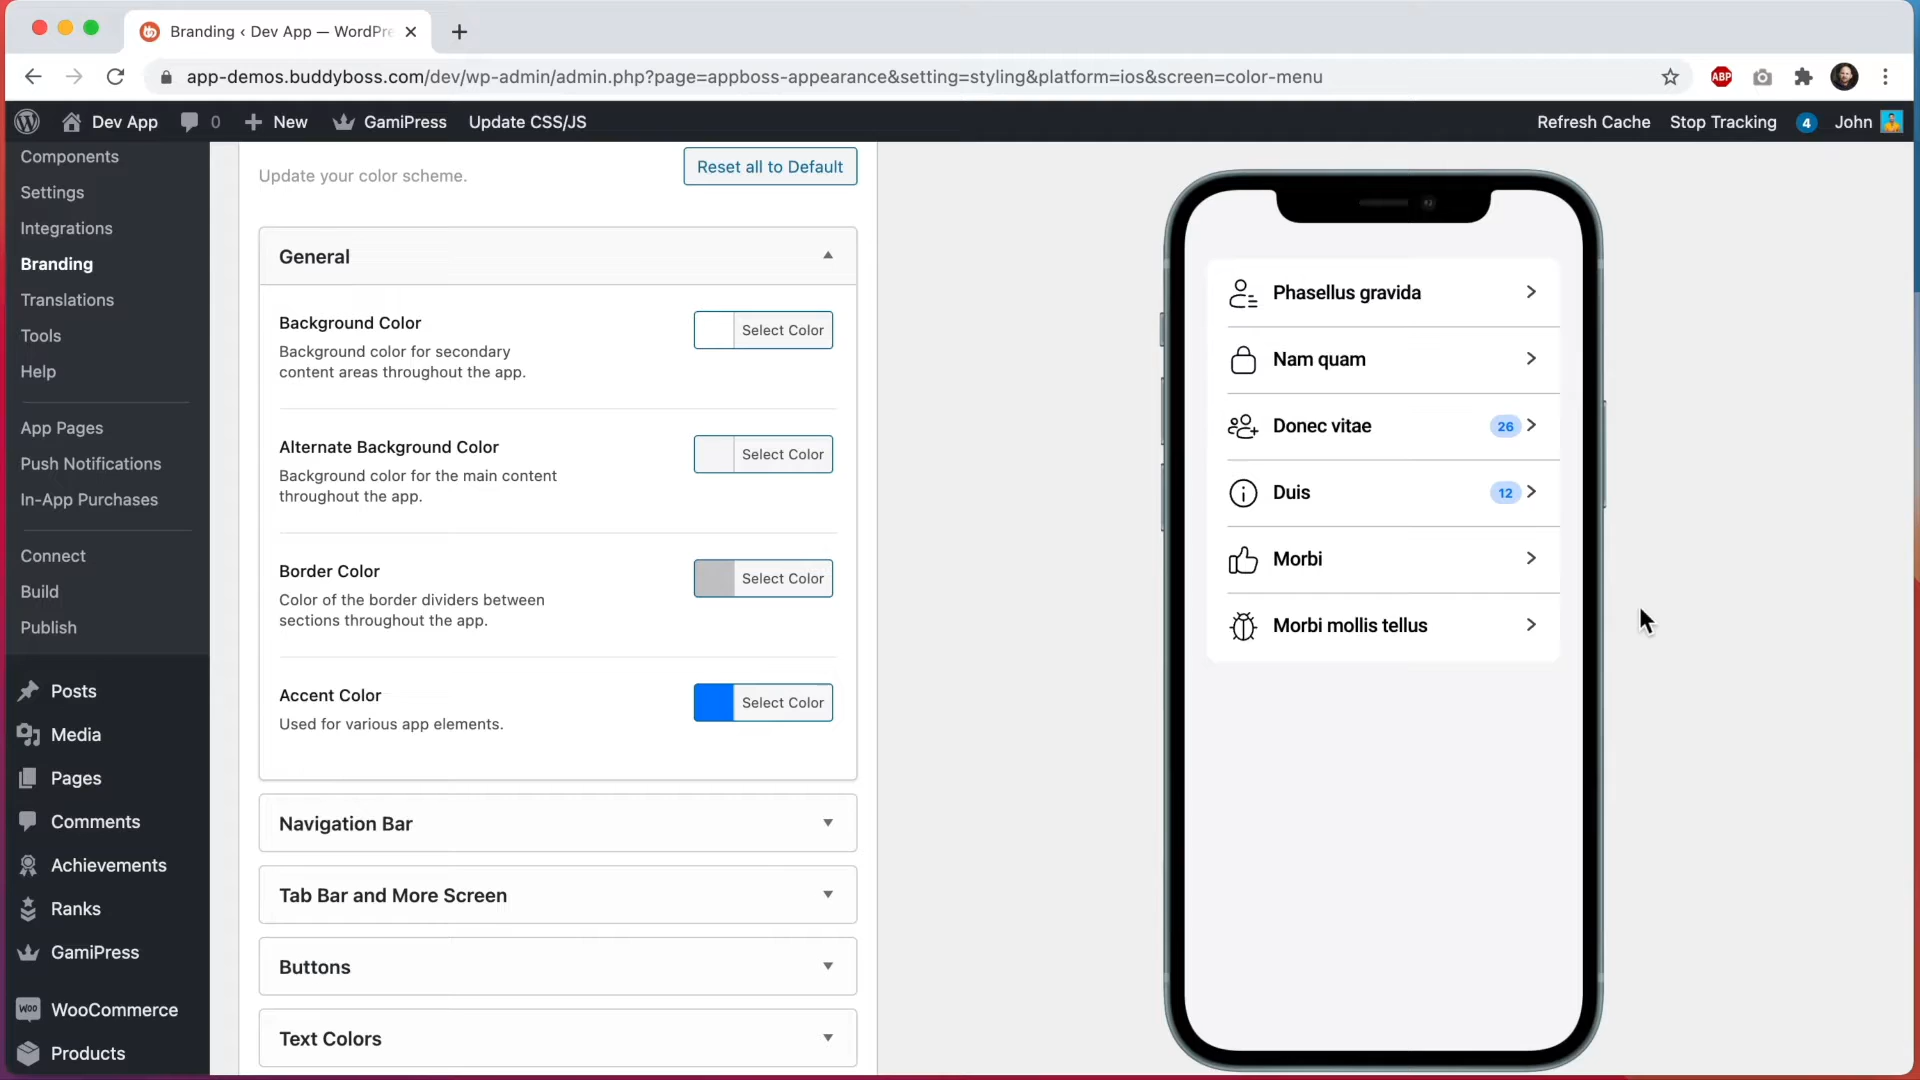 Branding ‹ Dev App — WordPre
app-demos.buddyboss.com/dev/wp-admin/admin.php?page=appboss-appearance&setting=styling&platform=ios&screen=color-menu
ABP
Dev App
0
New
GamiPress
Update CSS/JS
Refresh Cache
Stop Tracking
4
John
Components
Settings
Integrations
Branding
Translations
Tools
Help
App Pages
Push Notifications
In-App Purchases
Connect
Build
Publish
Posts
Media
Pages
Comments
Achievements
Ranks
GamiPress
WOO
WooCommerce
Products
Update your color scheme.
Reset all to Default
General
Background Color
Background color for secondary
content areas throughout the app.
Select Color
Alternate Background Color
Background color for the main content
throughout the app.
Select Color
Border Color
Color of the border dividers between
sections throughout the app.
Select Color
Accent Color
Used for various app elements.
Select Color
Navigation Bar
Tab Bar and More Screen
Buttons
Text Colors
Phasellus gravida
Nam quam
Donec vitae
26
Duis
12
Morbi
Morbi mollis tellus